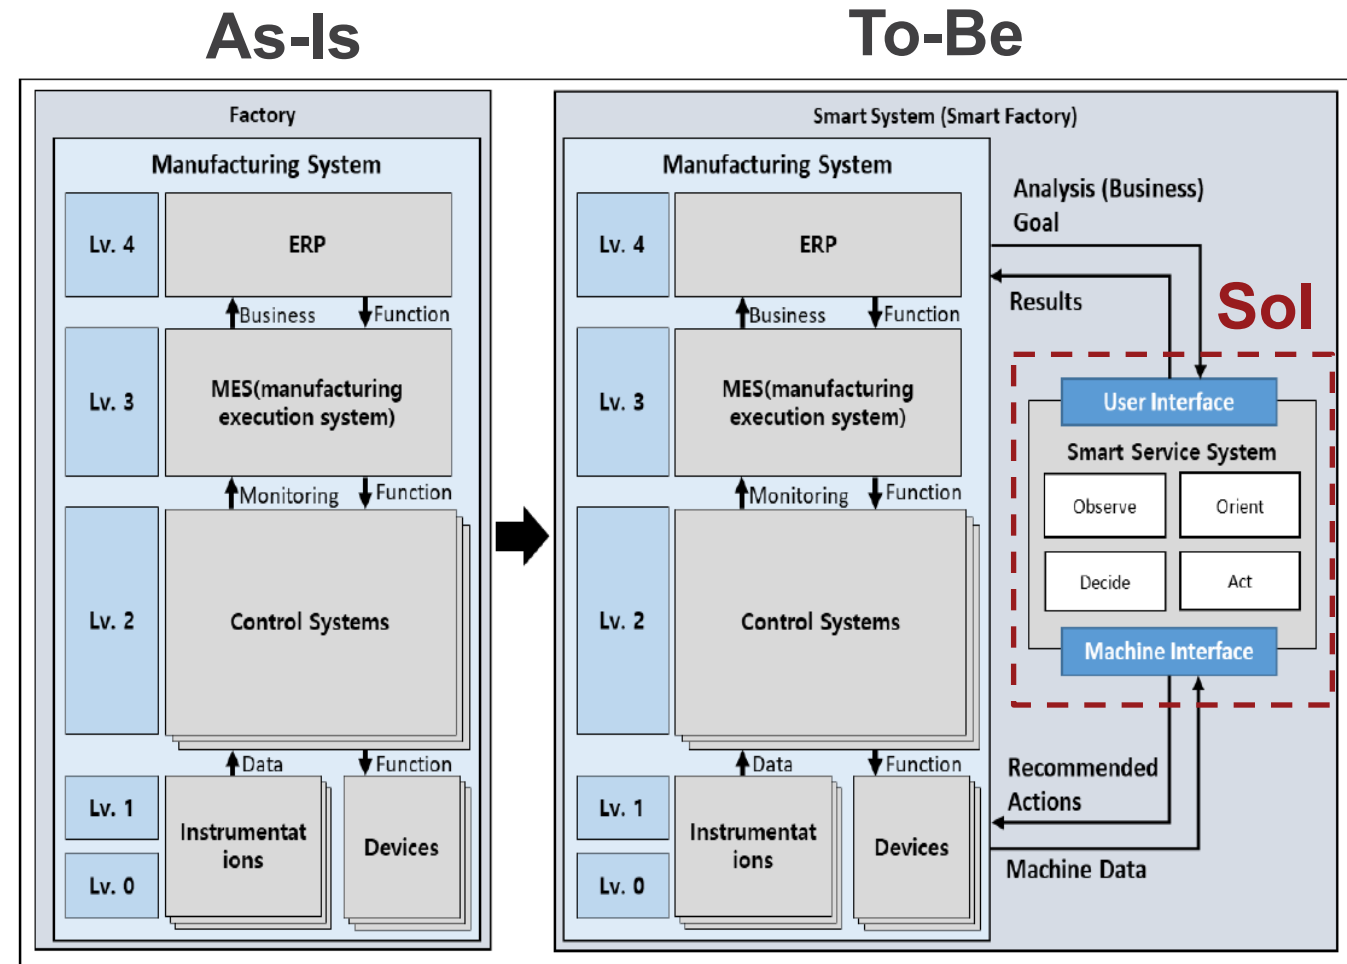 As-Is
To-Be
Factory
Manufacturing System
Lv. 4
ERP
Business
Function
Lv. 3
MES(manufacturing
execution system)
Monitoring
Function
Lv. 2
Control Systems
Data
Function
Lv. 1
Instrumentat
ions
Devices
Lv. 0
Smart System (Smart Factory)
Manufacturing System
Lv. 4
ERP
Business
Function
Lv. 3
MES(manufacturing
execution system)
Monitoring
Function
Lv. 2
Control Systems
Data
Function
Lv. 1
Instrumentat
ions
Devices
Lv. 0
Analysis (Business)
Goal
Results
SoI
User Interface
Smart Service System
Observe
Orient
Decide
Act
Machine Interface
Recommended
Actions
Machine Data